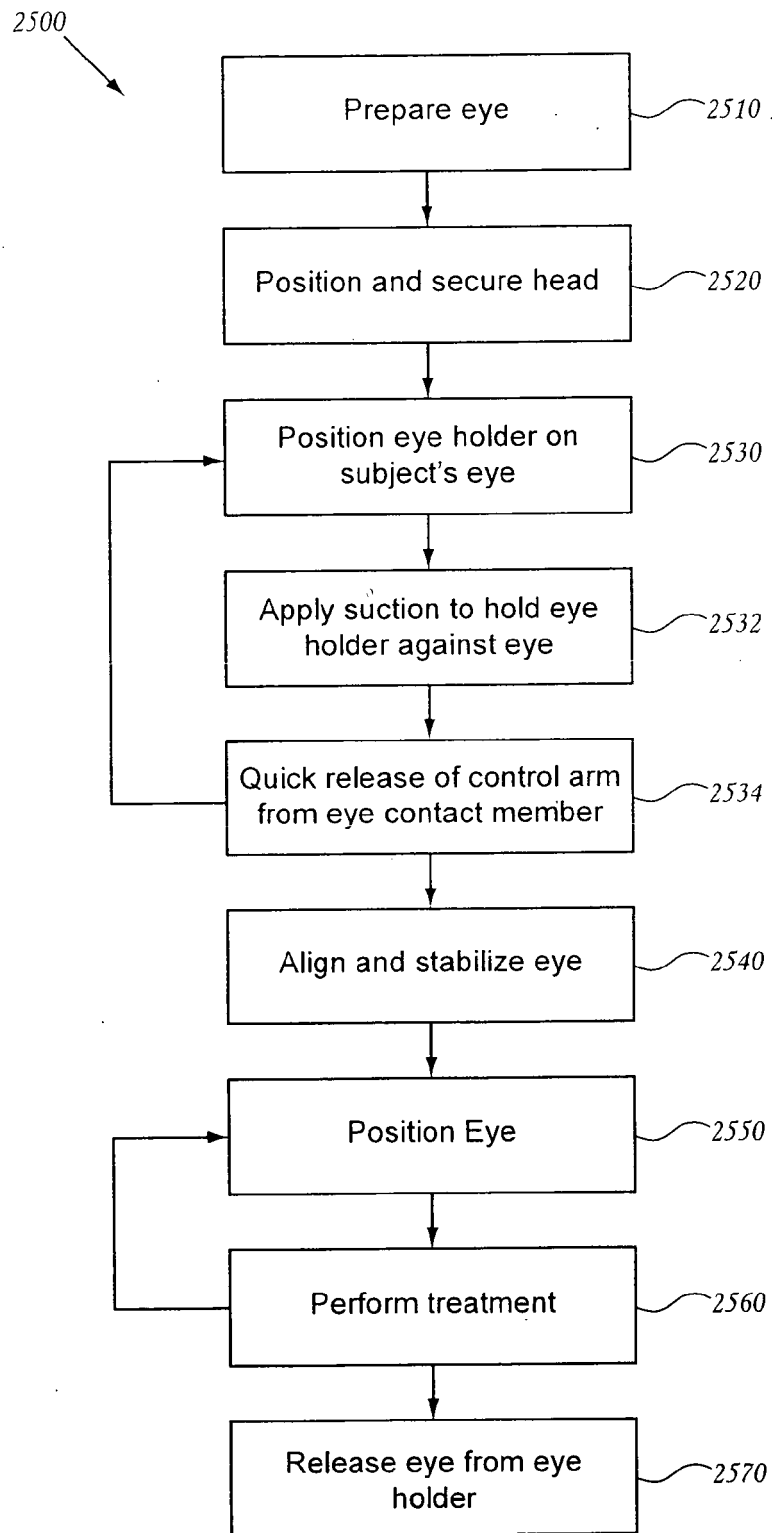 2500
Prepare eye
2510
Position and secure head
2520
Position eye holder on
subject's eye
2530
Apply suction to hold eye
holder against eye
2532
Quick release of control arm
from eye contact member
2534
Align and stabilize eye
2540
Position Eye
2550
Perform treatment
2560
Release eye from eye
holder
2570